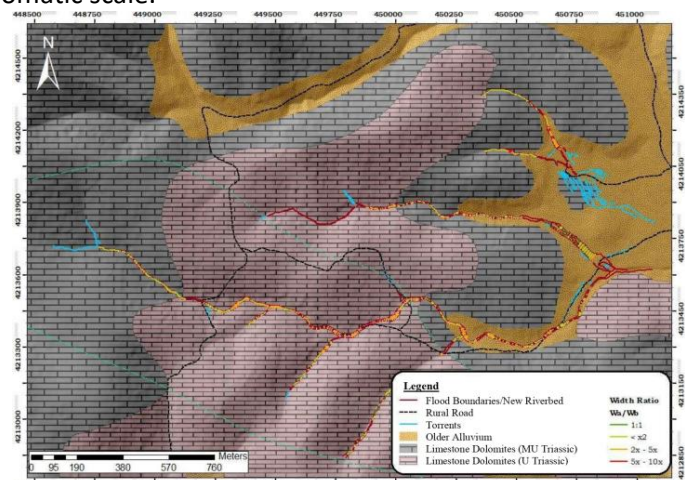 omatic scale.
448500 448750 449000 449250 449500 449750 450000 450250 450500 450750 451000
N
4214500
4214200
4213900
4213600
4213300
4213000
4214350
4214050
4213750
4213450
4213150
4212850
Legend
Flood Boundaries/New Riverbed
Rural Road
Torrents
Older Alluvium
Limestone Dolomites (MU Triassic)
Limestone Dolomites (U Triassic)
Width Ratio
Wa/Wb
1:1
< x2
2x - 5x
5x - 10x
Meters
0 95 190 380 570 760